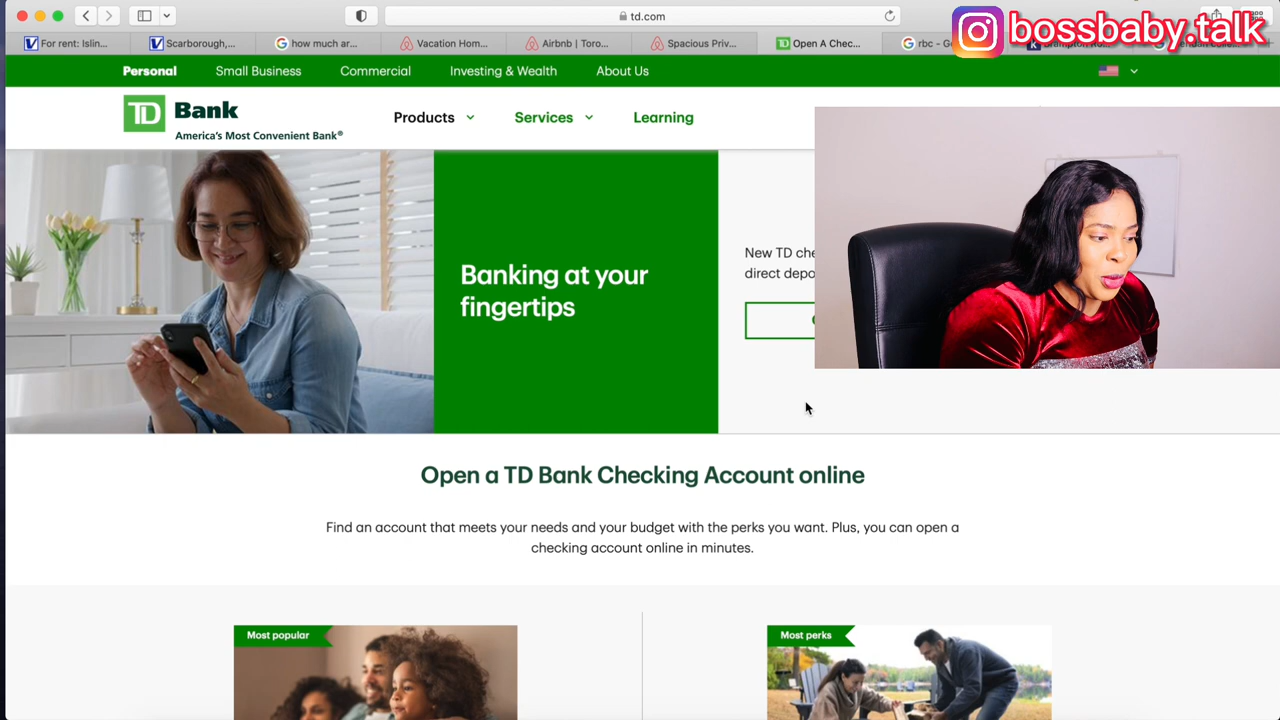 td.com
bossbaby.talk
For rent: Islin...
Scarborough,...
how much ar...
Vacation Hom...
Airbnb | Toro...
Spacious Priv...
Open A Chec...
rbc - G
Personal
Small Business
Commercial
Investing & Wealth
About Us
TD
Bank
America's Most Convenient Bank®
Products
Services
Learning
Banking at your
fingertips
New TD che
direct depo
Open a TD Bank Checking Account online
Find an account that meets your needs and your budget with the perks you want. Plus, you can open a
checking account online in minutes.
Most popular
Most perks